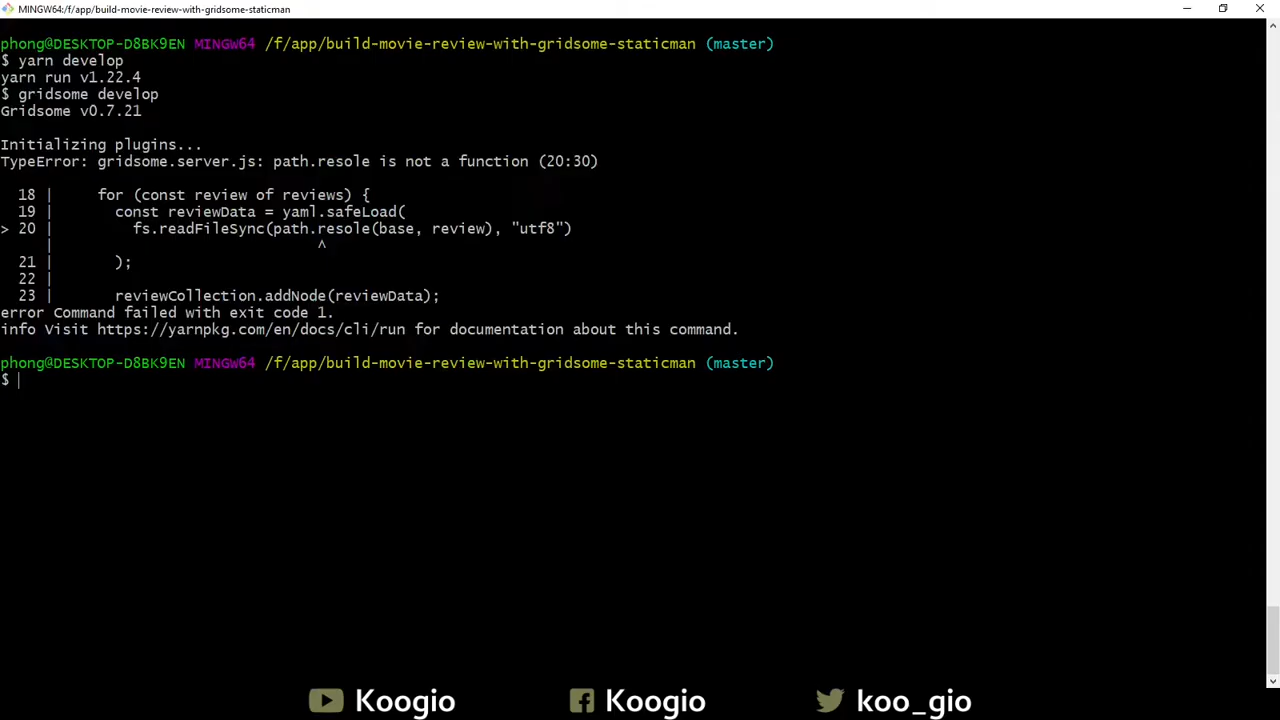 MINGW64:/f/app/build-movie-review-with-gridsome-staticman
phong@DESKTOP-D8BK9EN MINGW64 /f/app/build-movie-review-with-gridsome-staticman (master)
$ yarn develop
yarn run v1.22.4
$ gridsome develop
Gridsome v0.7.21
Initializing plugins...
TypeError: gridsome.server.js: path.resole is not a function (20:30)
  18 |     for (const review of reviews) {
  19 |       const reviewData = yaml.safeLoad(
> 20 |         fs.readFileSync(path.resole(base, review), "utf8")
     |                              ^
  21 |       );
  22 |
  23 |       reviewCollection.addNode(reviewData);
error Command failed with exit code 1.
info Visit https://yarnpkg.com/en/docs/cli/run for documentation about this command.
phong@DESKTOP-D8BK9EN MINGW64 /f/app/build-movie-review-with-gridsome-staticman (master)
$
Koogio Koogio koo_gio